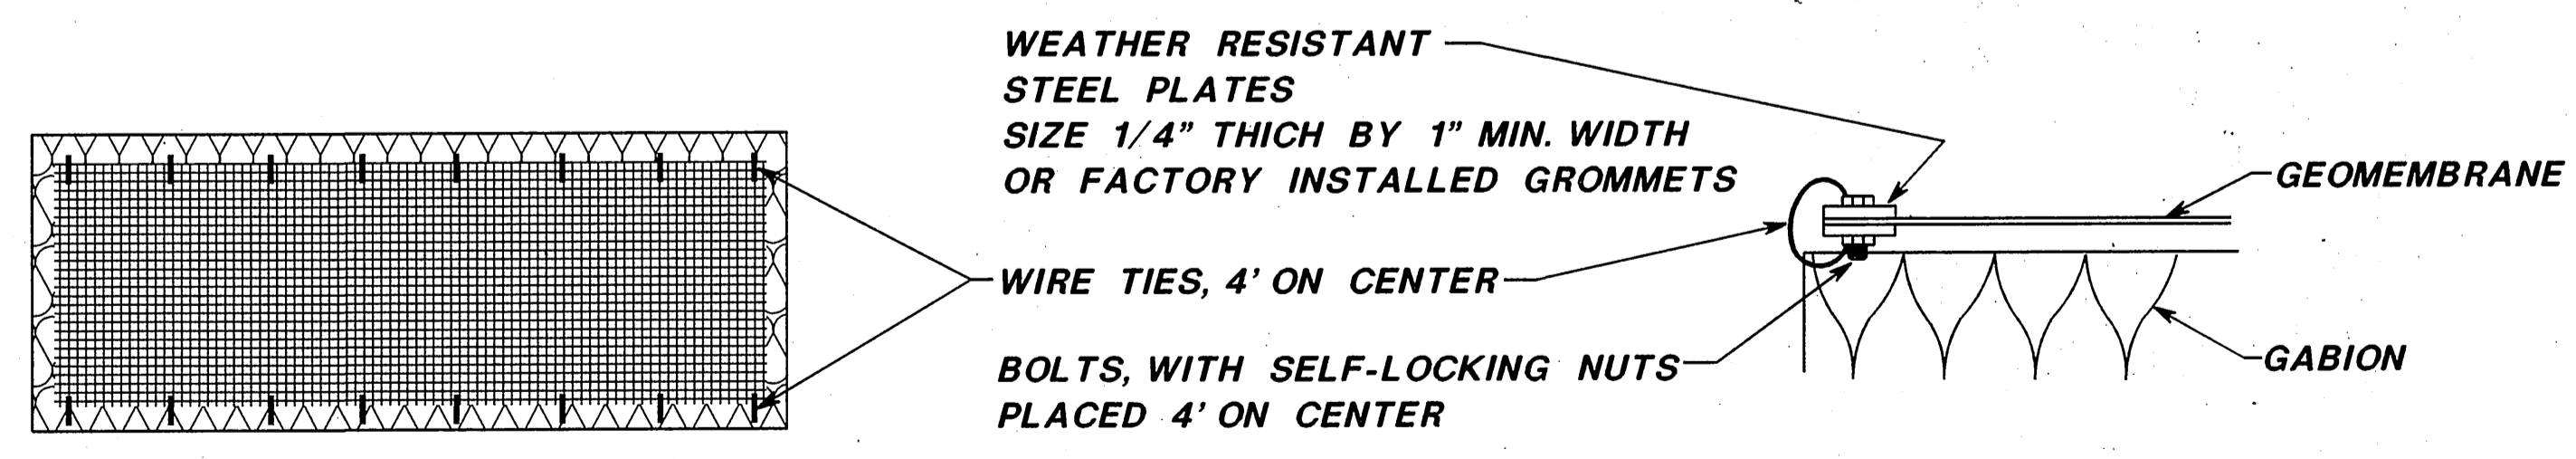 WEATHER RESISTANT
STEEL PLATES
SIZE 1/4" THICH BY 1" MIN. WIDTH
OR FACTORY INSTALLED GROMMETS
GEOMEMBRANE
WIRE TIES, 4' ON CENTER
GABION
BOLTS, WITH SELF-LOCKING NUTS
PLACED 4' ON CENTER